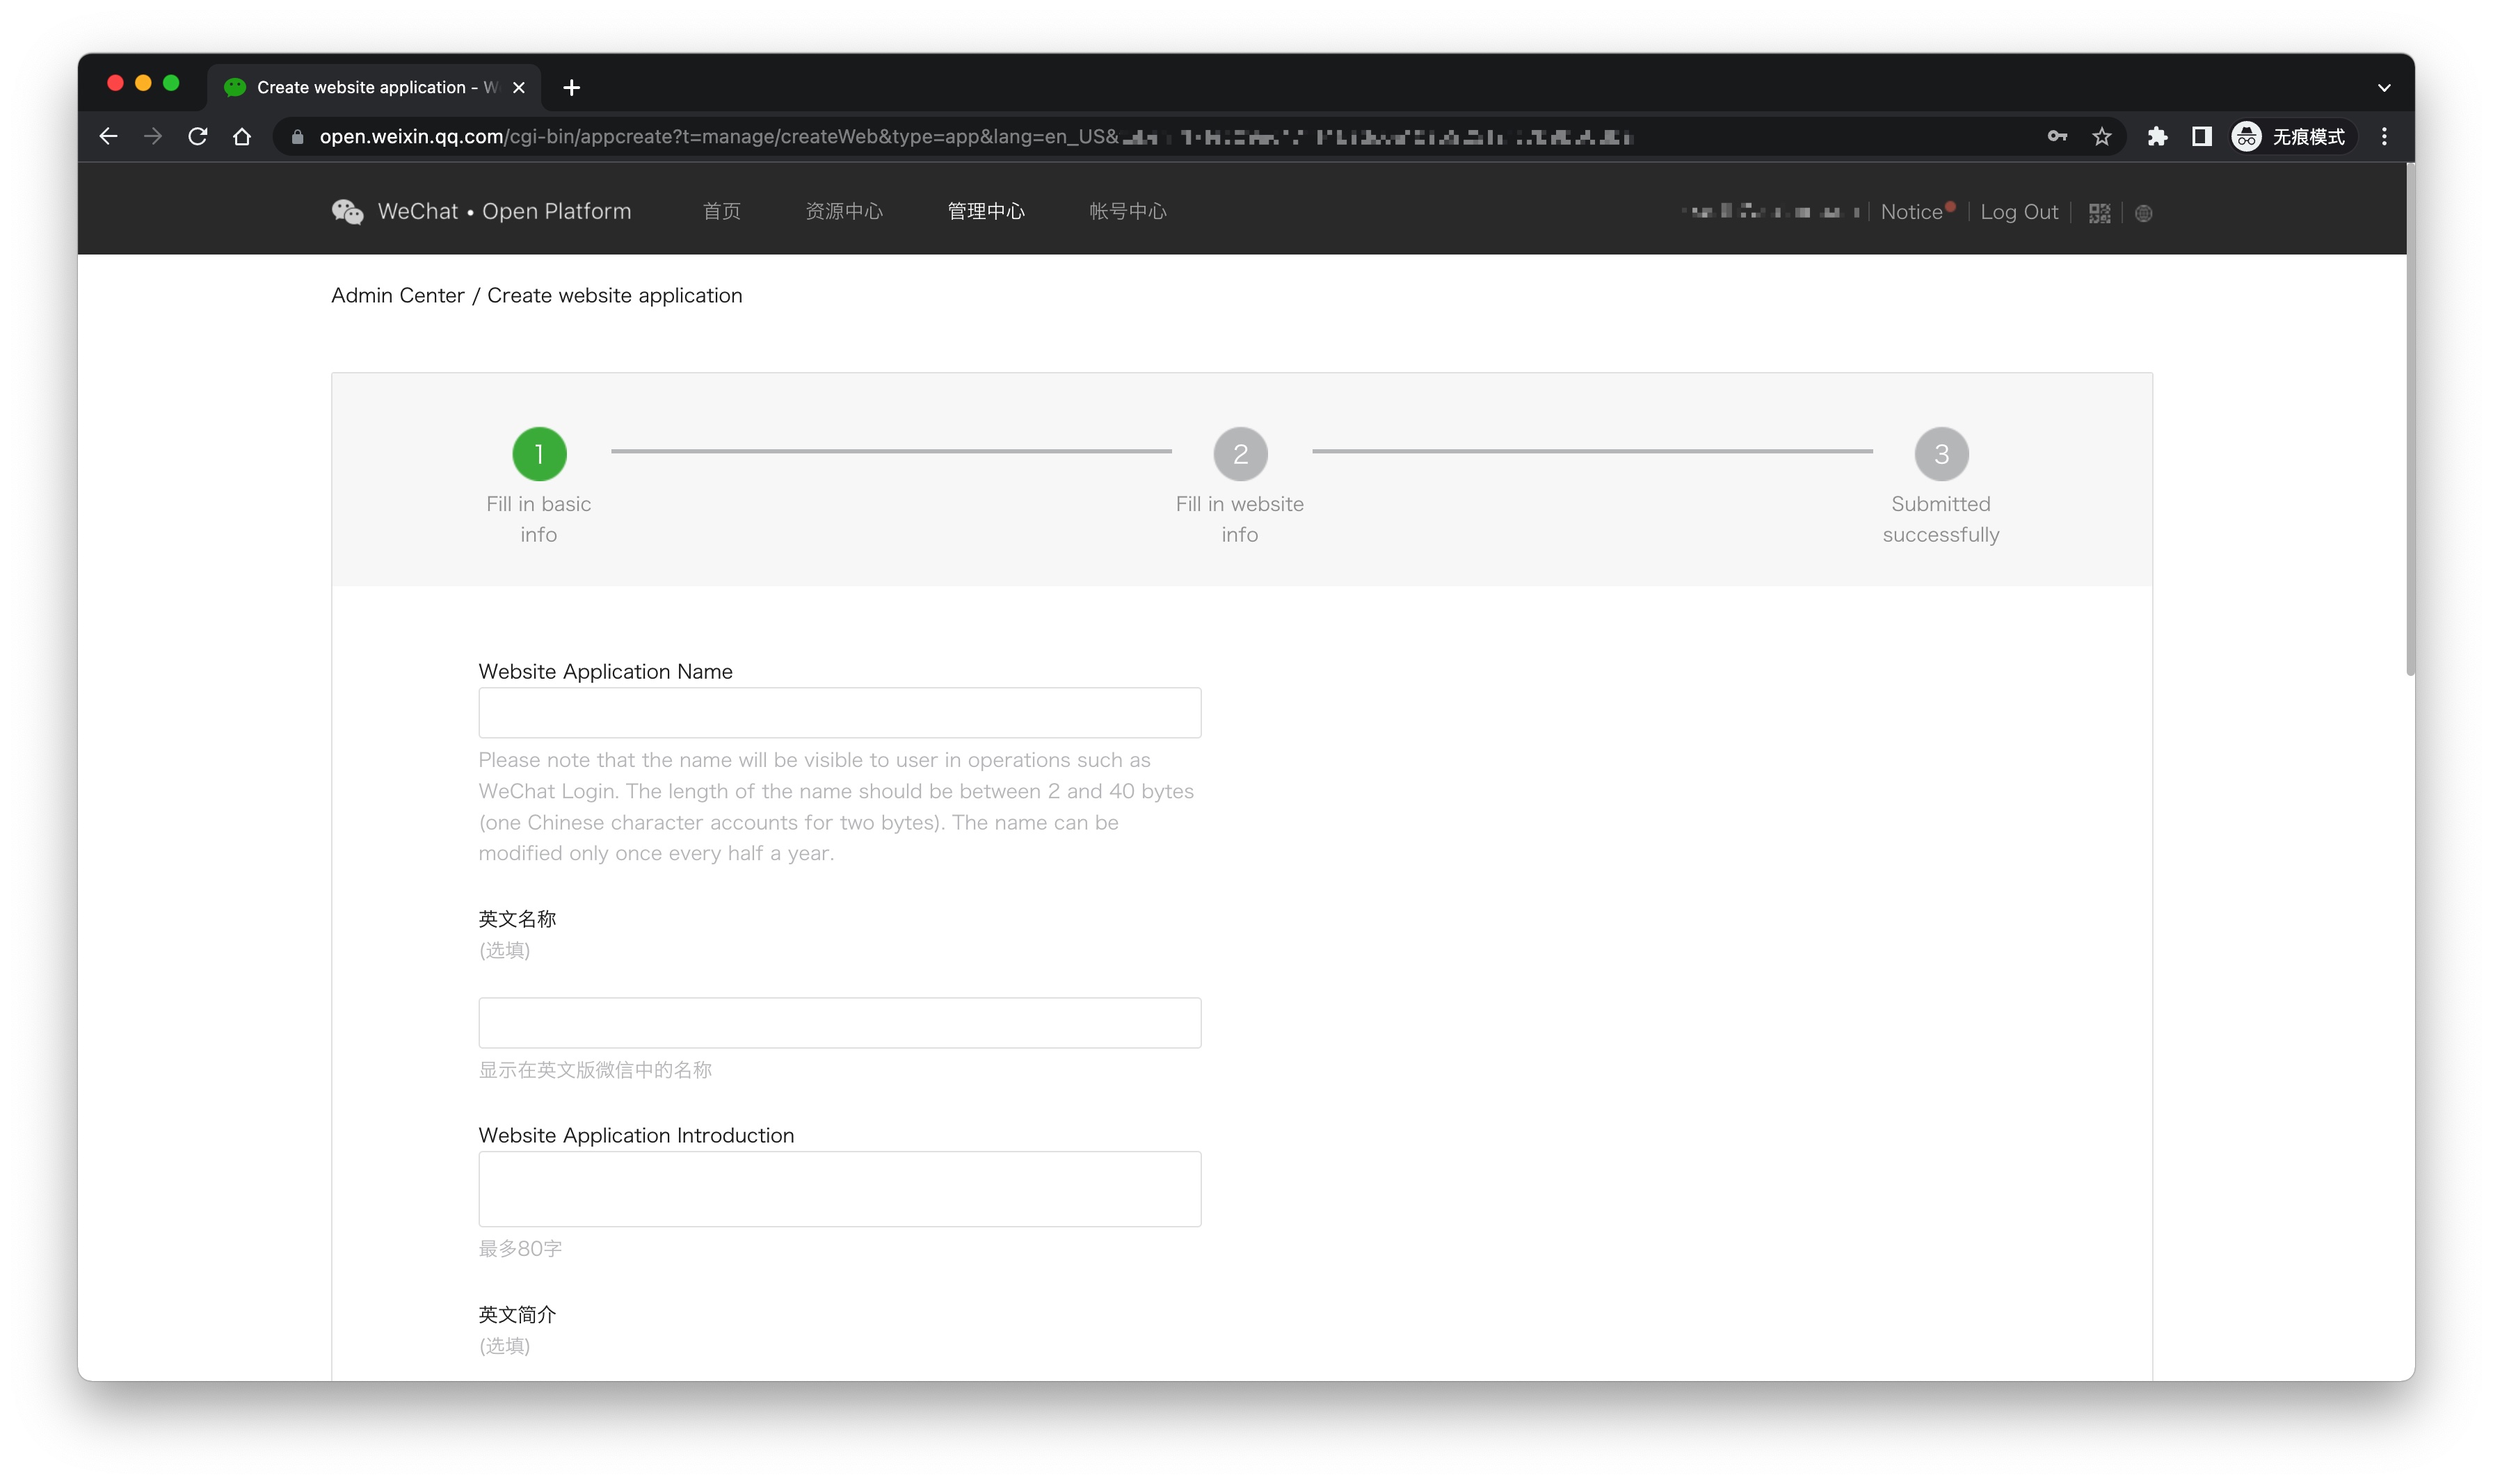 Create website application - W
open.weixin.qq.com/cgi-bin/appcreate?t=manage/createWeb&type=app&lang=en_US&
无痕模式
WeChat • Open Platform
首页
资源中心
管理中心
帐号中心
Notice
Log Out
Admin Center / Create website application
1
2
3
Fill in basic
info
Fill in website
info
Submitted
successfully
Website Application Name
Please note that the name will be visible to user in operations such as
WeChat Login. The length of the name should be between 2 and 40 bytes
(one Chinese character accounts for two bytes). The name can be
modified only once every half a year.
英文名称
(选填)
显示在英文版微信中的名称
Website Application Introduction
最多80字
英文简介
(选填)